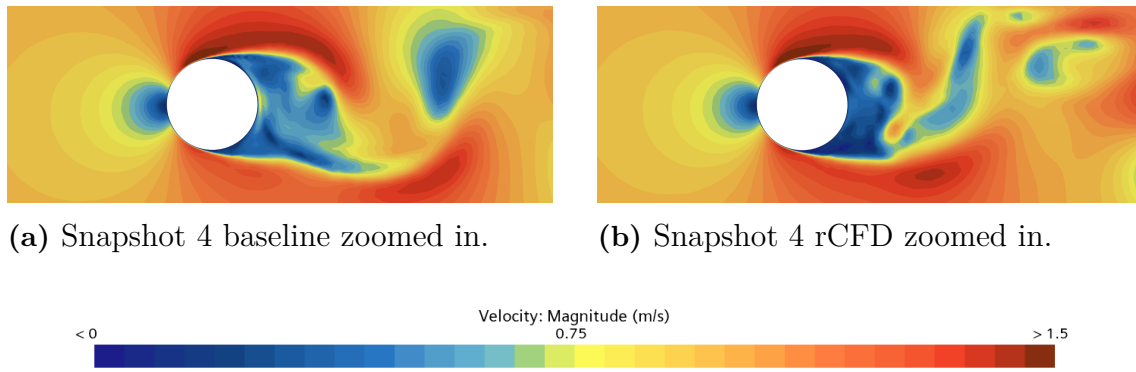 (a) Snapshot 4 baseline zoomed in.
(b) Snapshot 4 rCFD zoomed in.
Velocity: Magnitude (m/s)
< 0 0.75 > 1.5